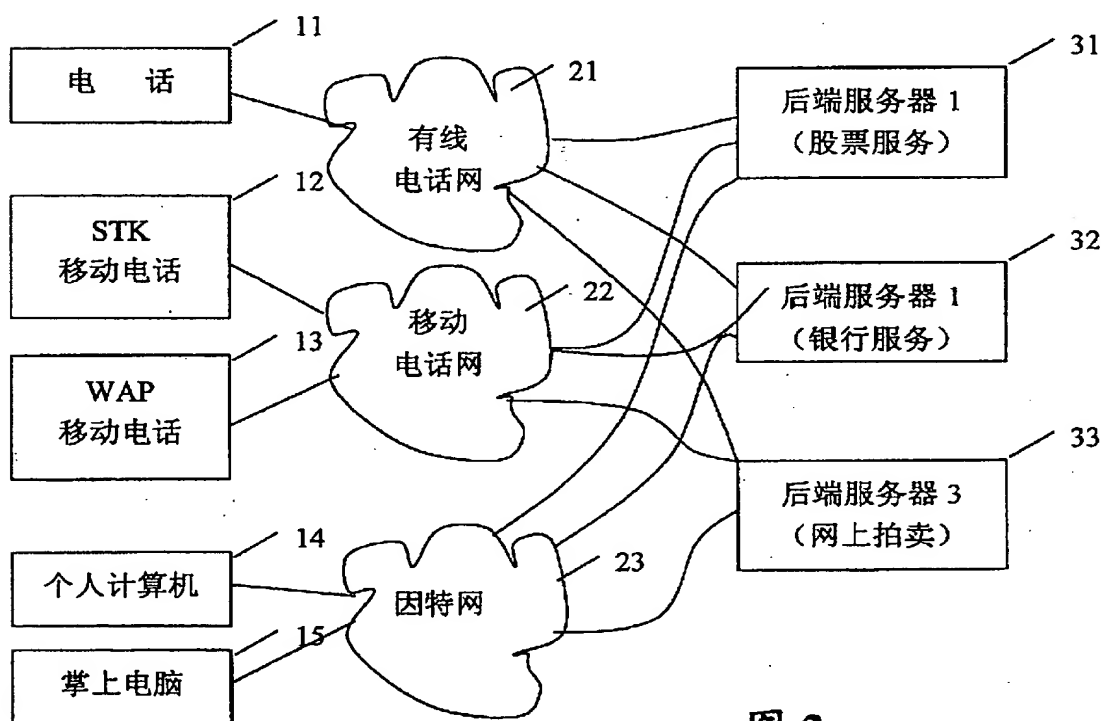 11
电 话
21
有线
电话网
31
后端服务器 1
(股票服务)
12
STK
移动电话
22
移动
电话网
32
后端服务器 1
(银行服务)
13
WAP
移动电话
33
后端服务器 3
(网上拍卖)
14
个人计算机
23
因特网
15
掌上电脑